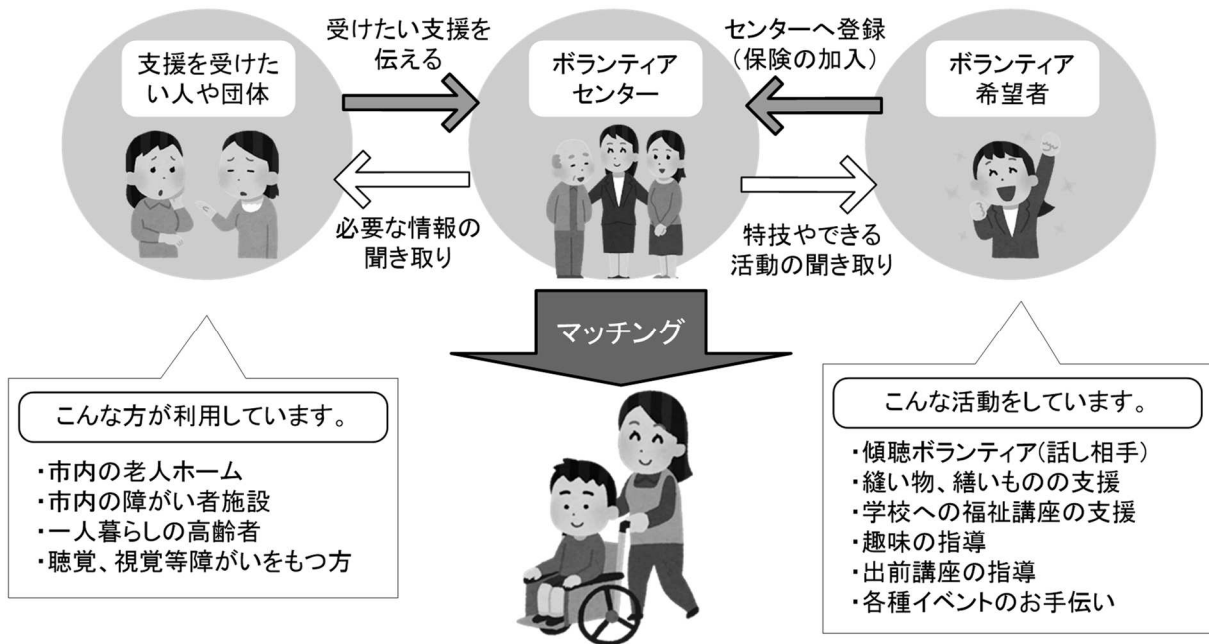 支援を受けた
い人や団体
受けたい支援を
伝える
ボランティア
センター
センターへ登録
(保険の加入)
ボランティア
希望者
必要な情報の
聞き取り
特技やできる
活動の聞き取り
マッチング
こんな方が利用しています。
・市内の老人ホーム
・市内の障がい者施設
・一人暮らしの高齢者
・聴覚、視覚等障がいをもつ方
こんな活動をしています。
・傾聴ボランティア(話し相手)
・縫い物、繕いものの支援
・学校への福祉講座の支援
・趣味の指導
・出前講座の指導
・各種イベントのお手伝い